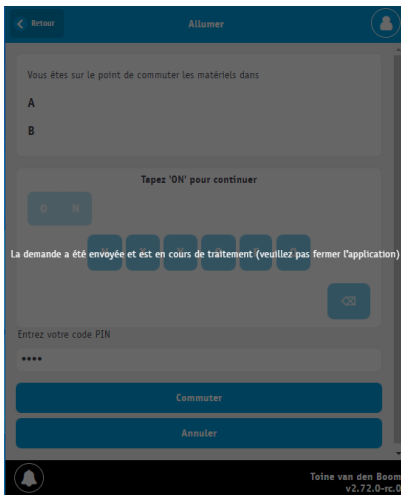 Retour
Allumer
Vous êtes sur le point de commuter les matériels dans
A
B
Tapez 'ON' pour continuer
O N
La demande a été envoyée et est en cours de traitement (veuillez pas fermer l'application)
Entrez votre code PIN
••••
Commuter
Annuler
Toine van den Boom
v2.72.0-rc.0